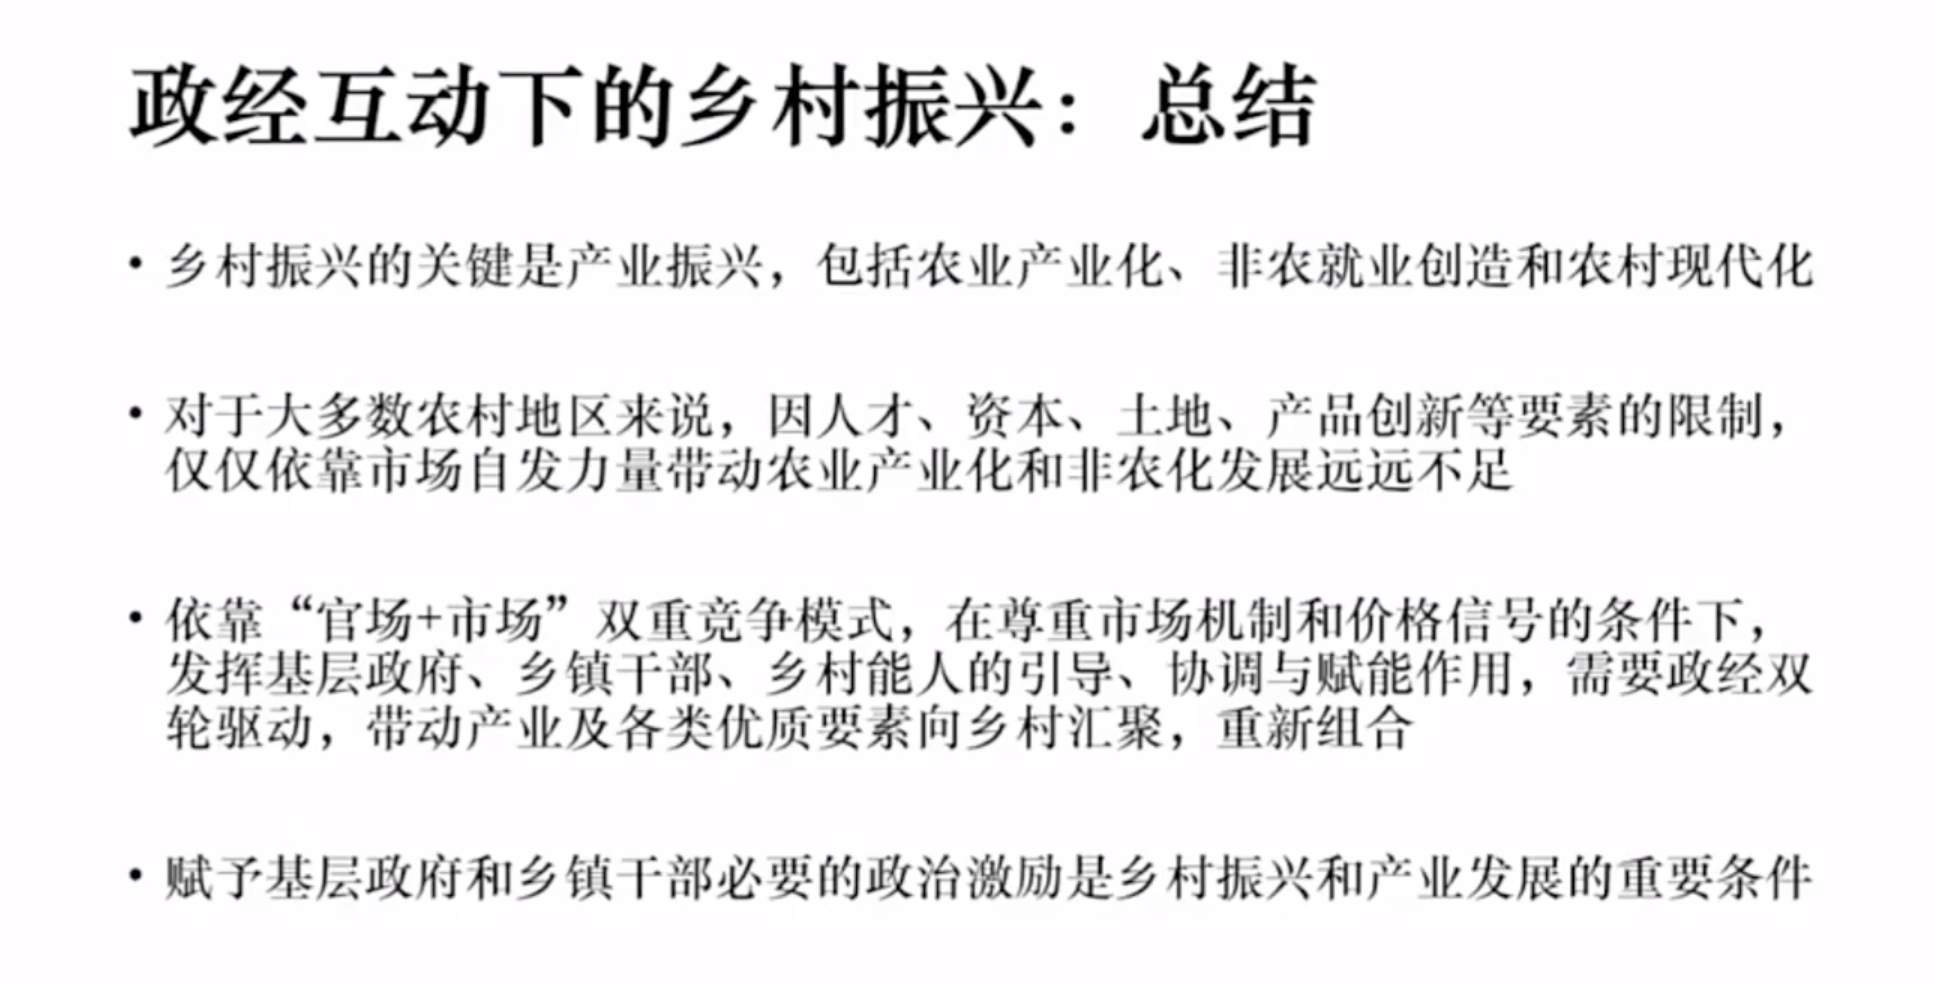 政经互动下的乡村振兴：总结
• 乡村振兴的关键是产业振兴，包括农业产业化、非农就业创造和农村现代化
• 对于大多数农村地区来说，因人才、资本、土地、产品创新等要素的限制，
仅仅依靠市场自发力量带动农业产业化和非农化发展远远不足
• 依靠“官场+市场”双重竞争模式，在尊重市场机制和价格信号的条件下，
发挥基层政府、乡镇干部、乡村能人的引导、协调与赋能作用，需要政经双
轮驱动，带动产业及各类优质要素向乡村汇聚，重新组合
• 赋予基层政府和乡镇干部必要的政治激励是乡村振兴和产业发展的重要条件